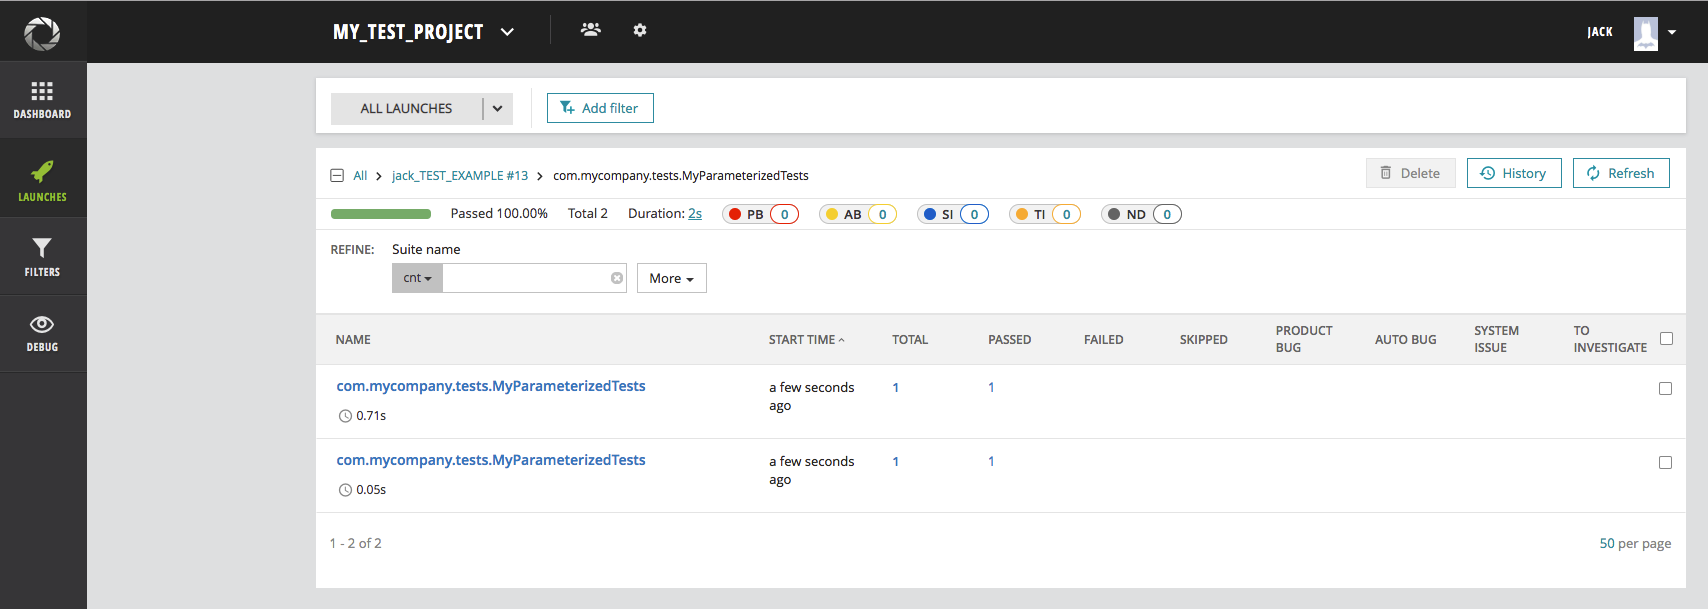 MY_TEST_PROJECT
JACK
DASHBOARD
LAUNCHES
FILTERS
DEBUG
ALL LAUNCHES
Add filter
All > jack_TEST_EXAMPLE #13 > com.mycompany.tests.MyParameterizedTests
Delete
History
Refresh
Passed 100.00% Total 2 Duration: 2s PB 0 AB 0 SI 0 TI 0 ND 0
REFINE: Suite name
cnt
More
NAME START TIME TOTAL PASSED FAILED SKIPPED PRODUCT BUG AUTO BUG SYSTEM ISSUE TO INVESTIGATE
com.mycompany.tests.MyParameterizedTests a few seconds ago 1 1
0.71s
com.mycompany.tests.MyParameterizedTests a few seconds ago 1 1
0.05s
1 - 2 of 2
50 per page